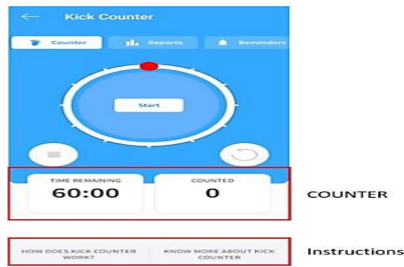 Kick Counter
Counter Reports Reminders
Start
TIME REMAINING COUNTED
60:00 0
COUNTER
HOW DOES KICK COUNTER WORK?
KNOW MORE ABOUT KICK COUNTER
Instructions